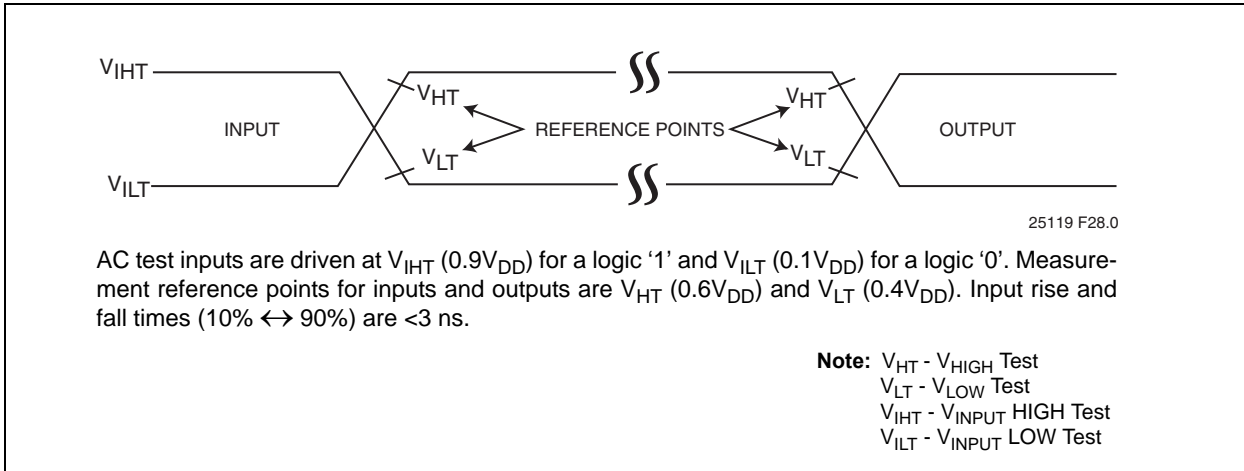 VIHT
VHT
VHT
INPUT
REFERENCE POINTS
OUTPUT
VLT
VLT
VILT
25119 F28.0
AC test inputs are driven at VIHT (0.9VDD) for a logic ‘1’ and VILT (0.1VDD) for a logic ‘0’. Measure-
ment reference points for inputs and outputs are VHT (0.6VDD) and VLT (0.4VDD). Input rise and
fall times (10% ↔ 90%) are <3 ns.
Note: VHT - VHIGH Test
VLT - VLOW Test
VIHT - VINPUT HIGH Test
VILT - VINPUT LOW Test